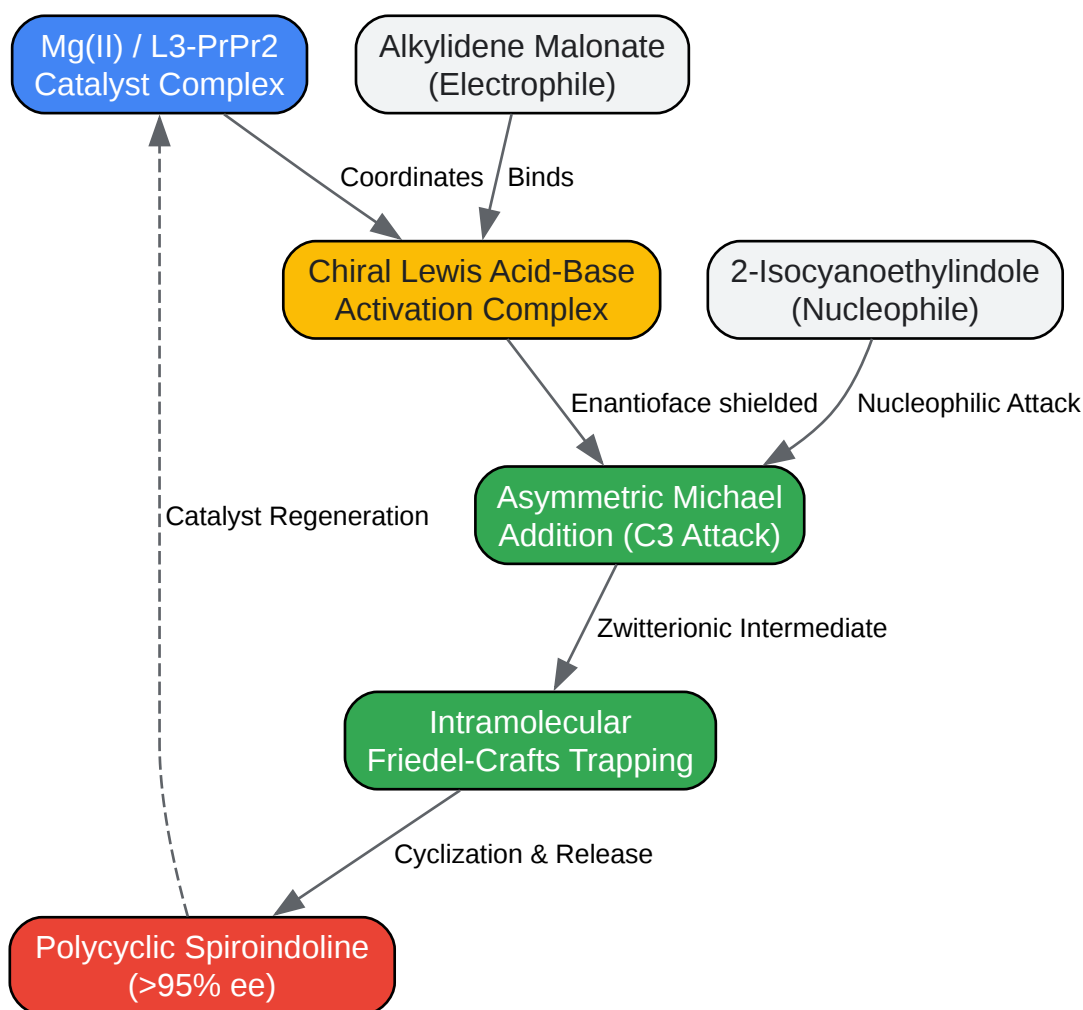 Mg(II) / L3-PrPr2
Catalyst Complex
Alkylidene Malonate
(Electrophile)
Coordinates
Binds
Chiral Lewis Acid-Base
Activation Complex
2-Isocyanoethylindole
(Nucleophile)
Enantioface shielded
Nucleophilic Attack
Asymmetric Michael
Addition (C3 Attack)
Catalyst Regeneration
Zwitterionic Intermediate
Intramolecular
Friedel-Crafts Trapping
Cyclization & Release
Polycyclic Spiroindoline
(>95% ee)